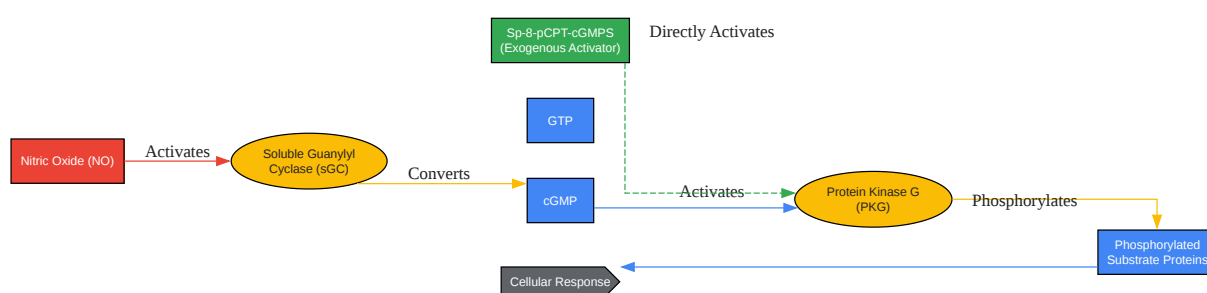 Sp-8-pCPT-cGMPS
(Exogenous Activator)
Directly Activates
GTP
Nitric Oxide (NO)
Activates
Soluble Guanylyl
Cyclase (sGC)
Converts
cGMP
Activates
Protein Kinase G
(PKG)
Phosphorylates
Phosphorylated
Substrate Proteins
Cellular Response